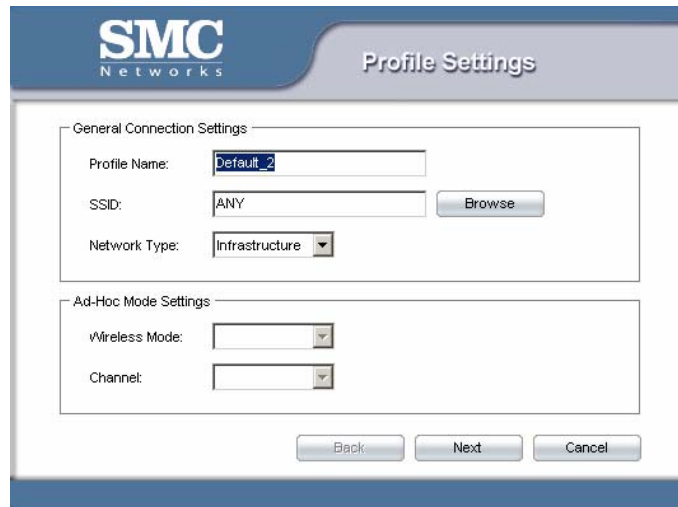 SMC
Networks
Profile Settings
General Connection Settings
Profile Name: Default_2
SSID: ANY Browse
Network Type: Infrastructure
Ad-Hoc Mode Settings
Wireless Mode:
Channel:
Back Next Cancel